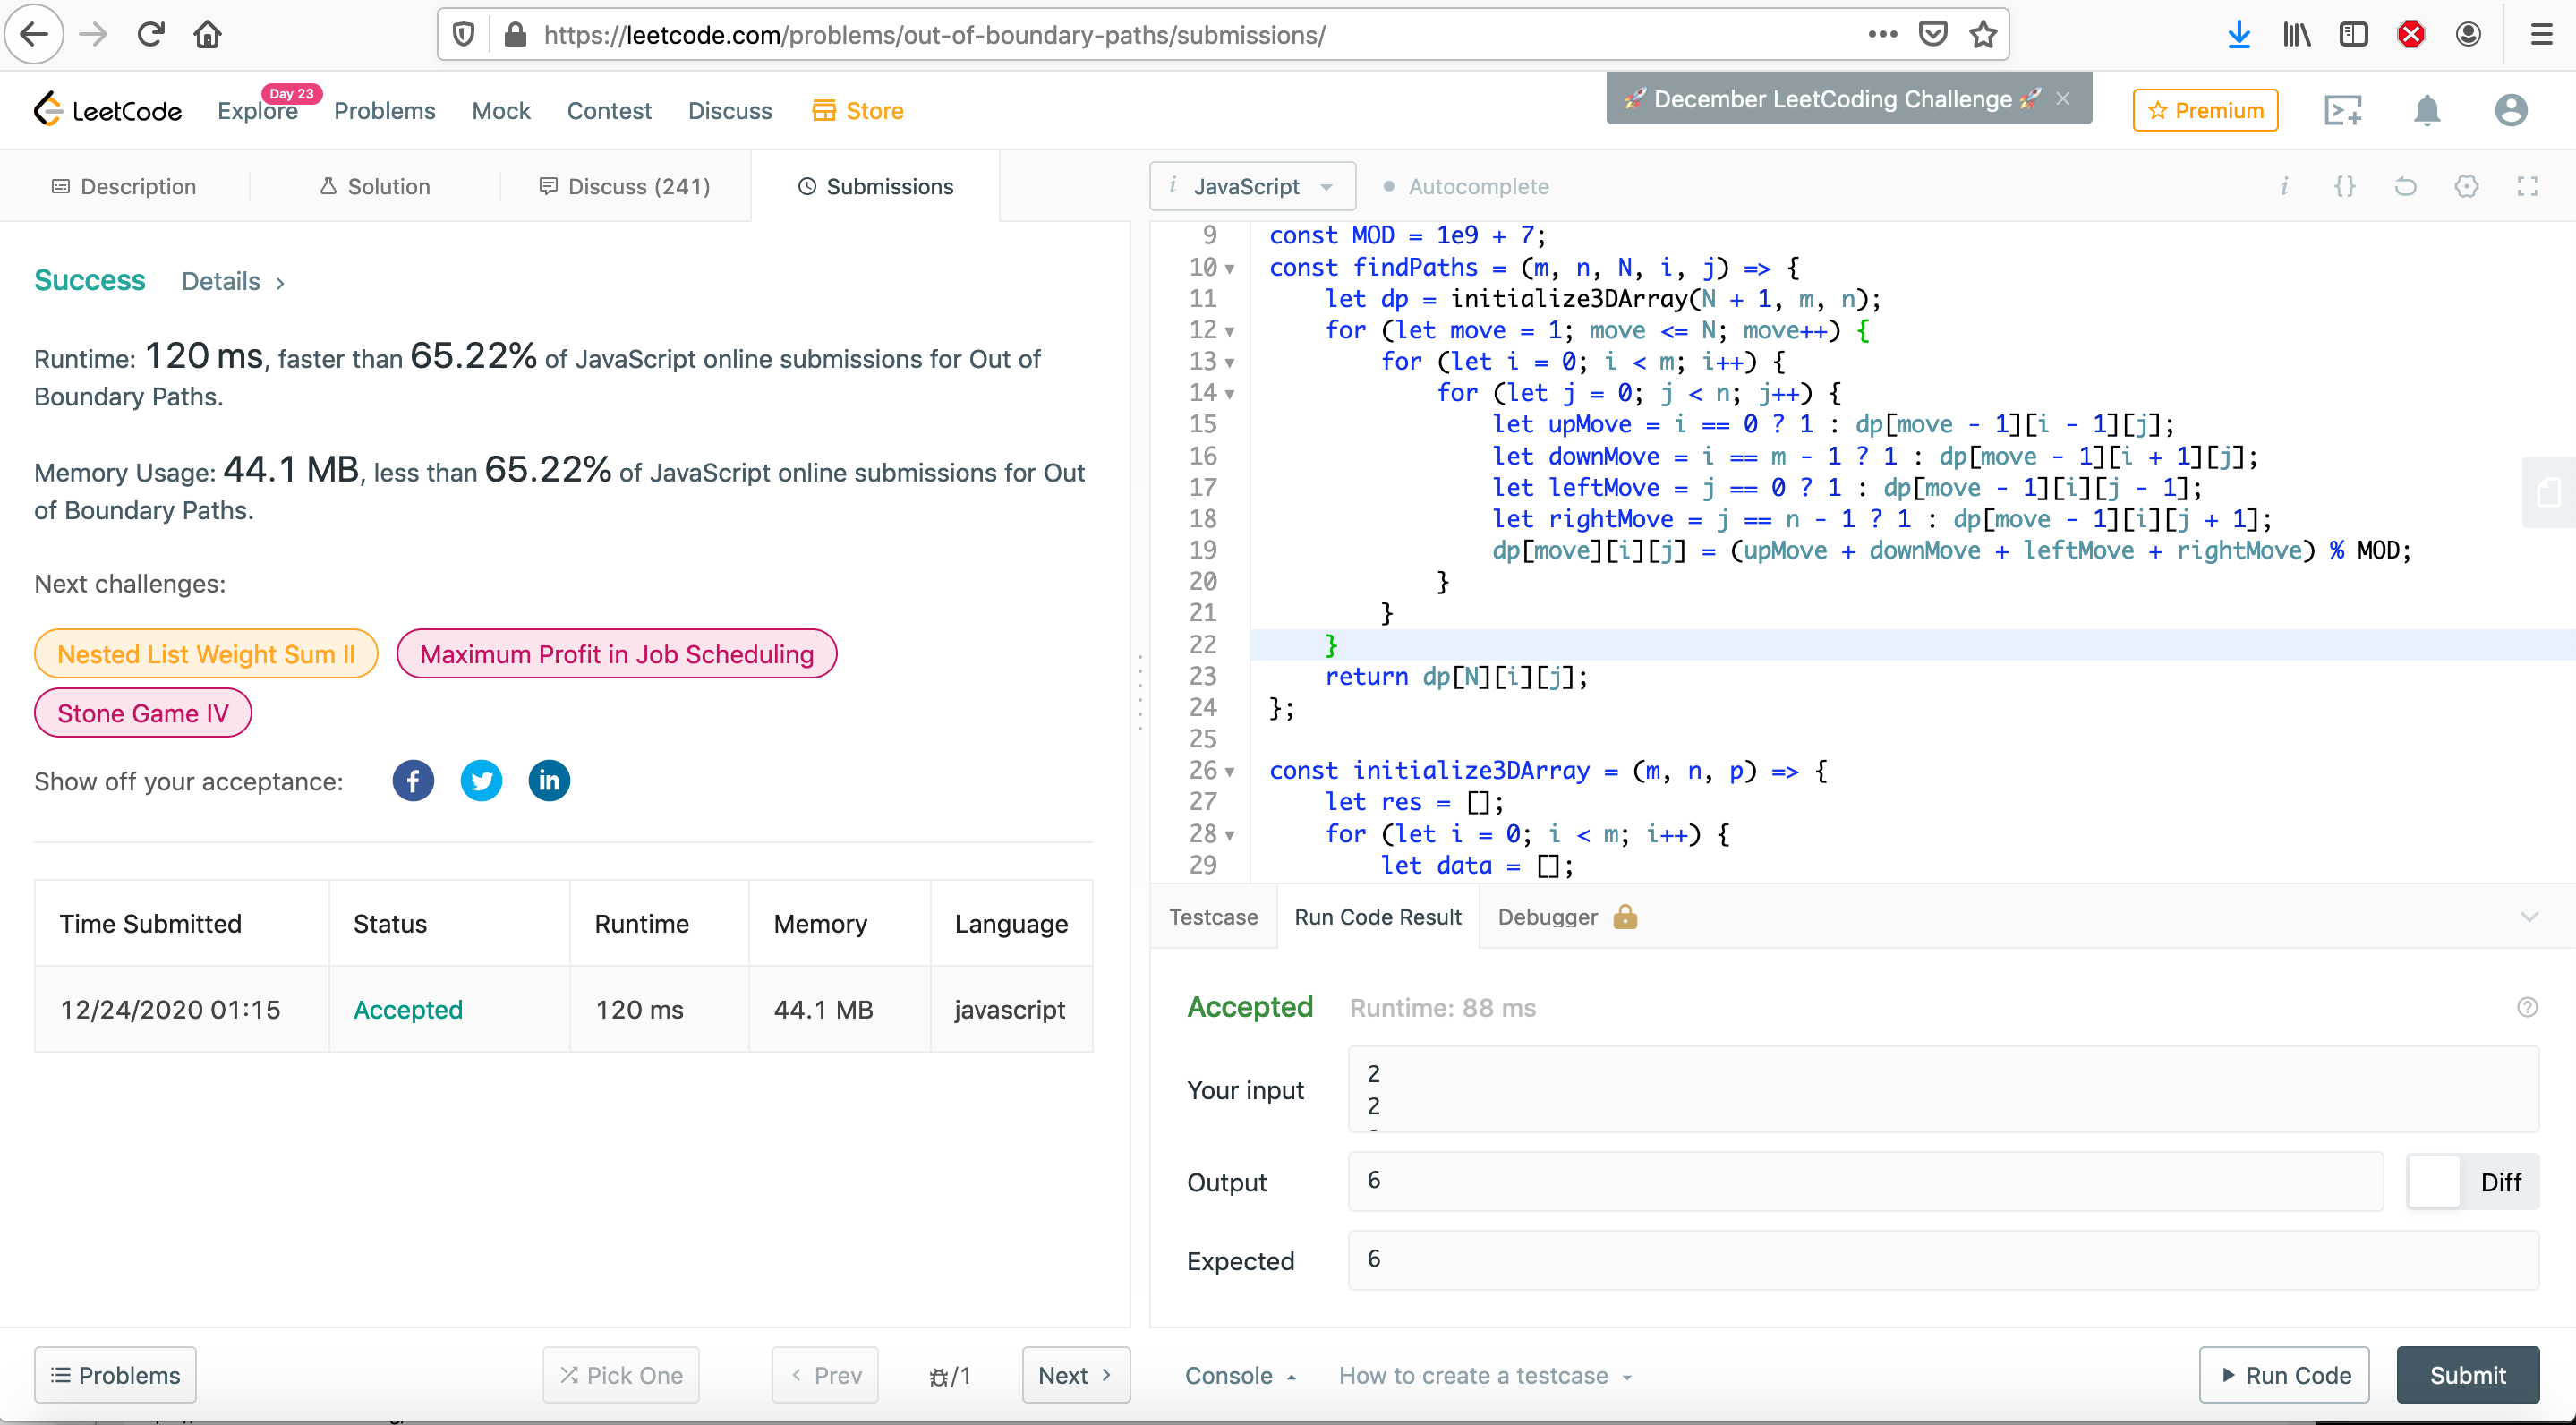 https://leetcode.com/problems/out-of-boundary-paths/submissions/
LeetCode
Explore
Day 23
Problems
Mock
Contest
Discuss
Store
🚀 December LeetCoding Challenge 🚀
Premium
Description
Solution
Discuss (241)
Submissions
i JavaScript
Autocomplete
i {}
Success Details >
Runtime: 120 ms, faster than 65.22% of JavaScript online submissions for Out of
Boundary Paths.
Memory Usage: 44.1 MB, less than 65.22% of JavaScript online submissions for Out
of Boundary Paths.
Next challenges:
Nested List Weight Sum II
Maximum Profit in Job Scheduling
Stone Game IV
Show off your acceptance:
Time Submitted Status Runtime Memory Language
12/24/2020 01:15 Accepted 120 ms 44.1 MB javascript
9 const MOD = 1e9 + 7;
10 const findPaths = (m, n, N, i, j) => {
11 let dp = initialize3DArray(N + 1, m, n);
12 for (let move = 1; move <= N; move++) {
13 for (let i = 0; i < m; i++) {
14 for (let j = 0; j < n; j++) {
15 let upMove = i == 0 ? 1 : dp[move - 1][i - 1][j];
16 let downMove = i == m - 1 ? 1 : dp[move - 1][i + 1][j];
17 let leftMove = j == 0 ? 1 : dp[move - 1][i][j - 1];
18 let rightMove = j == n - 1 ? 1 : dp[move - 1][i][j + 1];
19 dp[move][i][j] = (upMove + downMove + leftMove + rightMove) % MOD;
20 }
21 }
22 }
23 return dp[N][i][j];
24 };
25
26 const initialize3DArray = (m, n, p) => {
27 let res = [];
28 for (let i = 0; i < m; i++) {
29 let data = [];
Testcase
Run Code Result
Debugger
Accepted Runtime: 88 ms
Your input
2
2
Output
6
Diff
Expected
6
Problems
Pick One
< Prev
/1
Next >
Console
How to create a testcase
Run Code
Submit